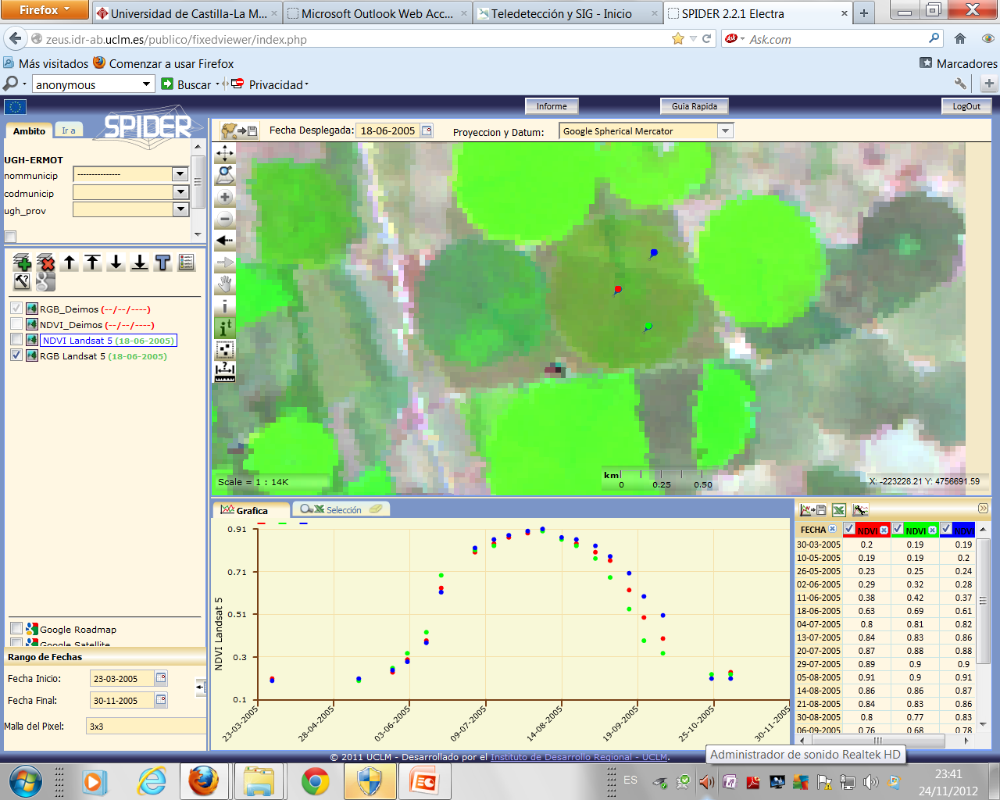 Firefox
Universidad de Castilla-La M...
Microsoft Outlook Web Acc...
Teledetección y SIG - Inicio
SPIDER 2.2.1 Electra
zeus.idr-ab.uclm.es/publico/fixedviewer/index.php
Ask
Ask.com
Más visitados
Comenzar a usar Firefox
Marcadores
anonymous
Buscar
Privacidad
Informe
Guia Rapida
LogOut
Ambito
Ir a
SPIDER
Fecha Desplegada: 18-06-2005
Proyeccion y Datum: Google Spherical Mercator
UGH-ERMOT
nommunicip ---------------
codmunicip
ugh_prov
RGB_Deimos (--/--/----)
NDVI_Deimos (--/--/----)
NDVI Landsat 5 (18-06-2005)
RGB Landsat 5 (18-06-2005)
Scale = 1 : 14K
km
0 0.25 0.50
X: -223228.21 Y: 4756691.59
Google Roadmap
Google Satellite
Rango de Fechas
Fecha Inicio: 23-03-2005
Fecha Final: 30-11-2005
Malla del Pixel: 3x3
Grafica
Selección
NDVI Landsat 5
0.91
0.71
0.51
0.3
0.1
23-03-2005
28-04-2005
03-06-2005
09-07-2005
14-08-2005
19-09-2005
25-10-2005
30-11-2005
FECHA NDVI NDVI NDV
30-03-2005 0.2 0.19 0.19
10-05-2005 0.19 0.19 0.2
26-05-2005 0.23 0.25 0.24
02-06-2005 0.29 0.32 0.28
11-06-2005 0.38 0.42 0.37
18-06-2005 0.63 0.69 0.61
04-07-2005 0.8 0.81 0.82
13-07-2005 0.84 0.83 0.86
20-07-2005 0.87 0.88 0.88
29-07-2005 0.89 0.9 0.9
05-08-2005 0.91 0.9 0.91
14-08-2005 0.86 0.86 0.87
21-08-2005 0.84 0.83 0.86
30-08-2005 0.8 0.77 0.83
06-09-2005 0.76 0.68 0.78
© 2011 UCLM - Desarrollado por el Instituto de Desarrollo Regional - UCLM.
Administrador de sonido Realtek HD
ES
23:41
24/11/2012